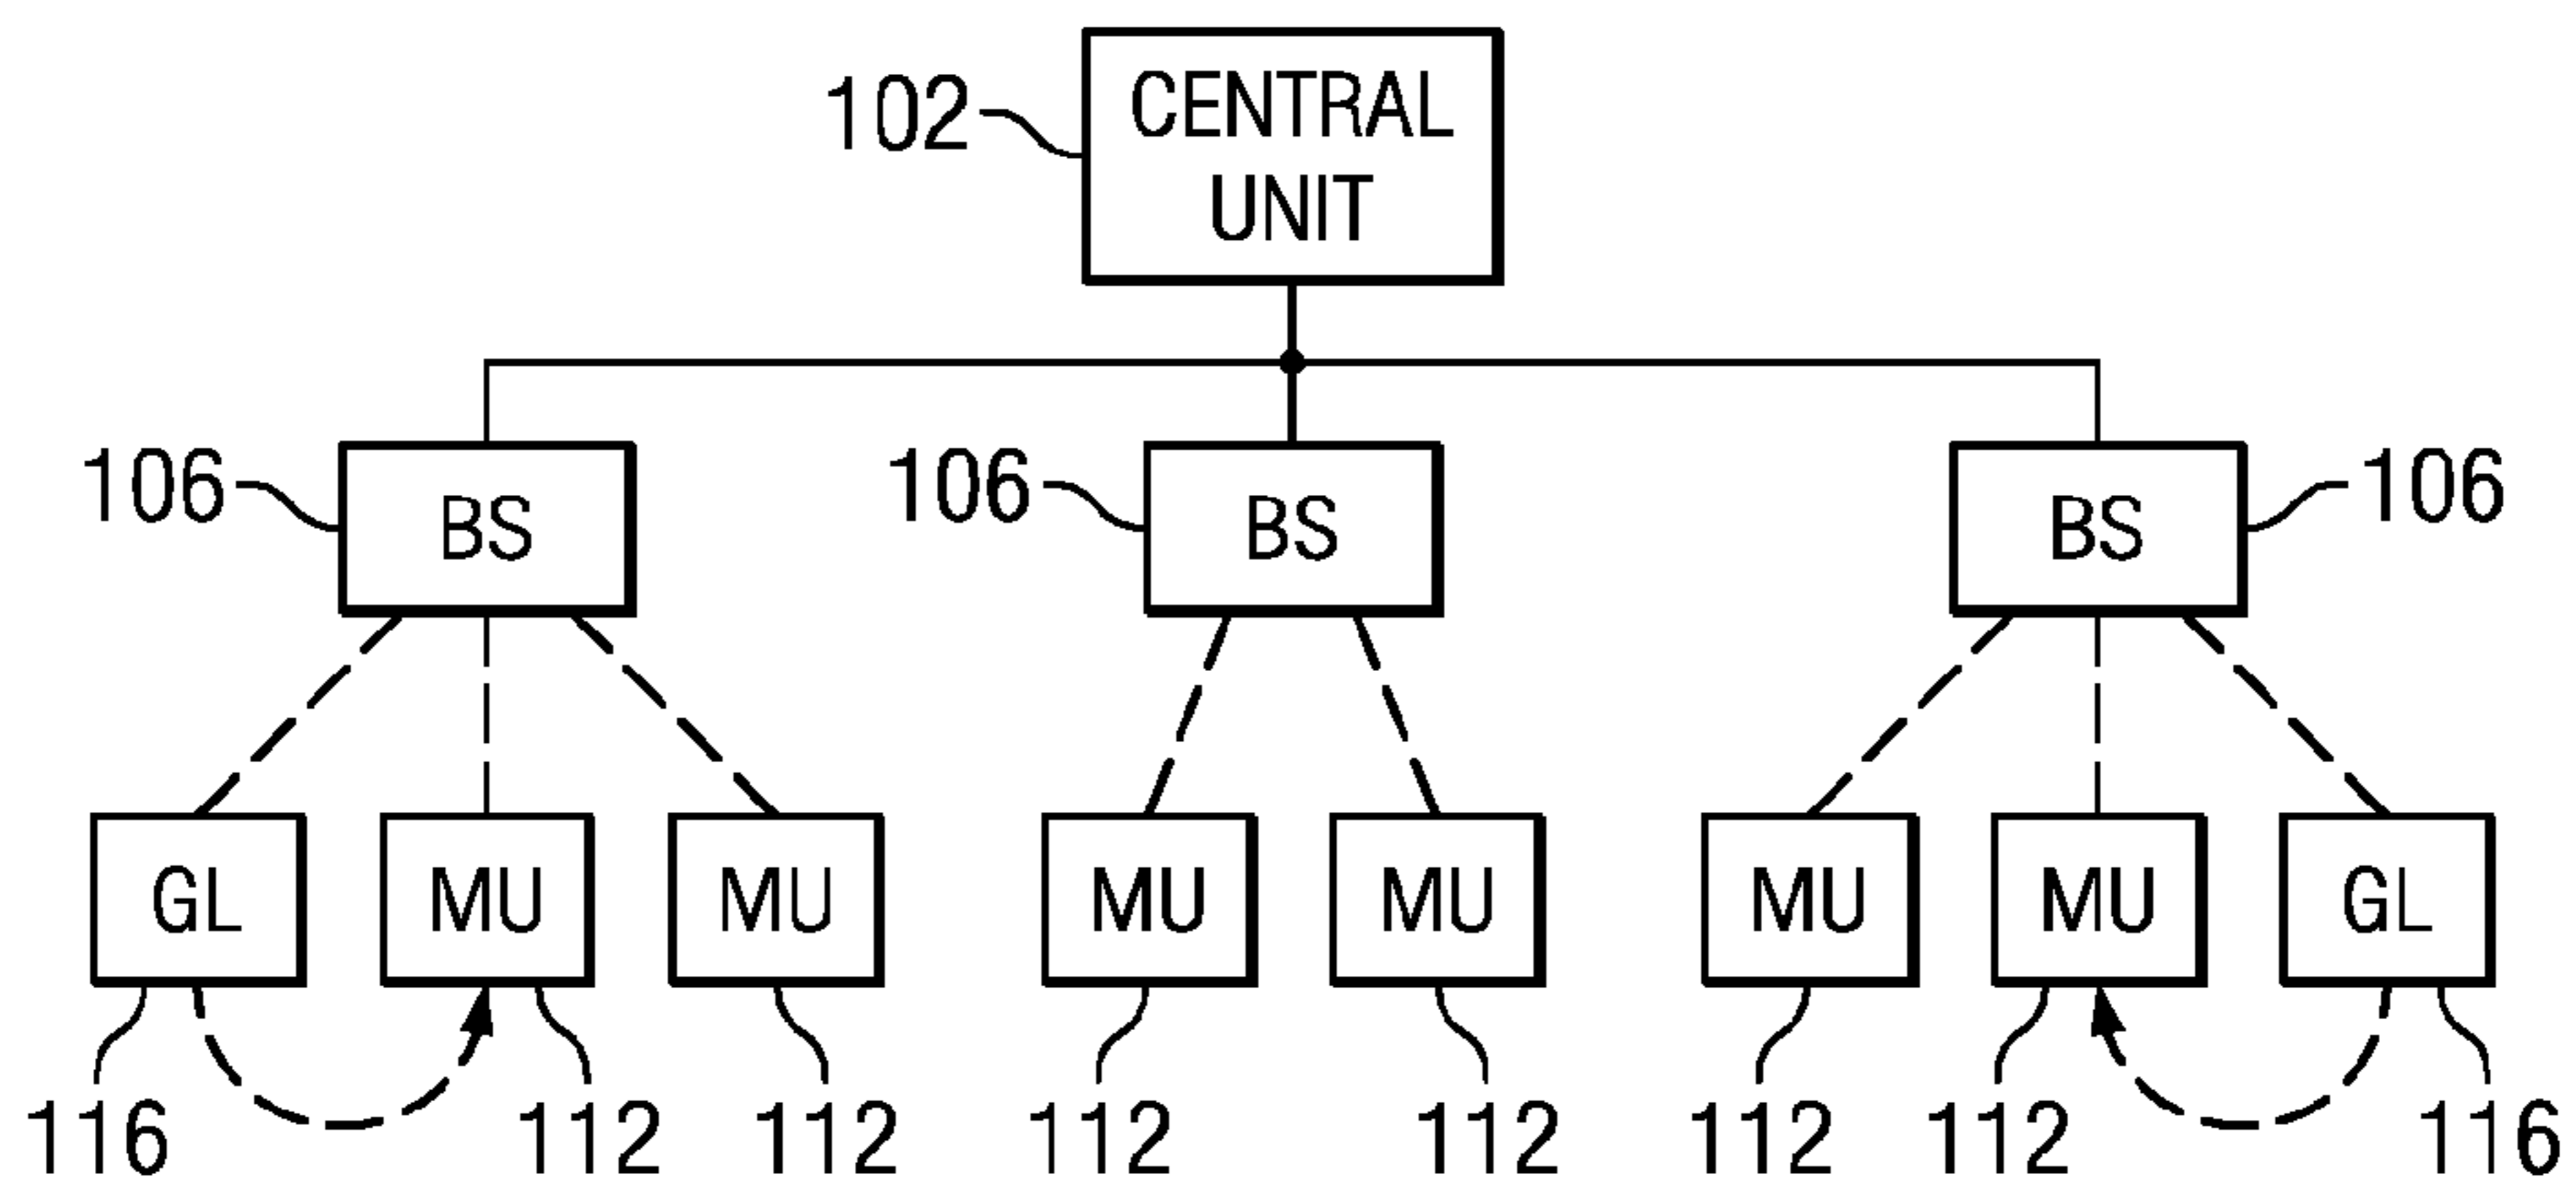 102
CENTRAL
UNIT
106 BS 106 BS BS 106
GL MU MU MU MU MU MU GL
116 112 112 112 112 112 112 116